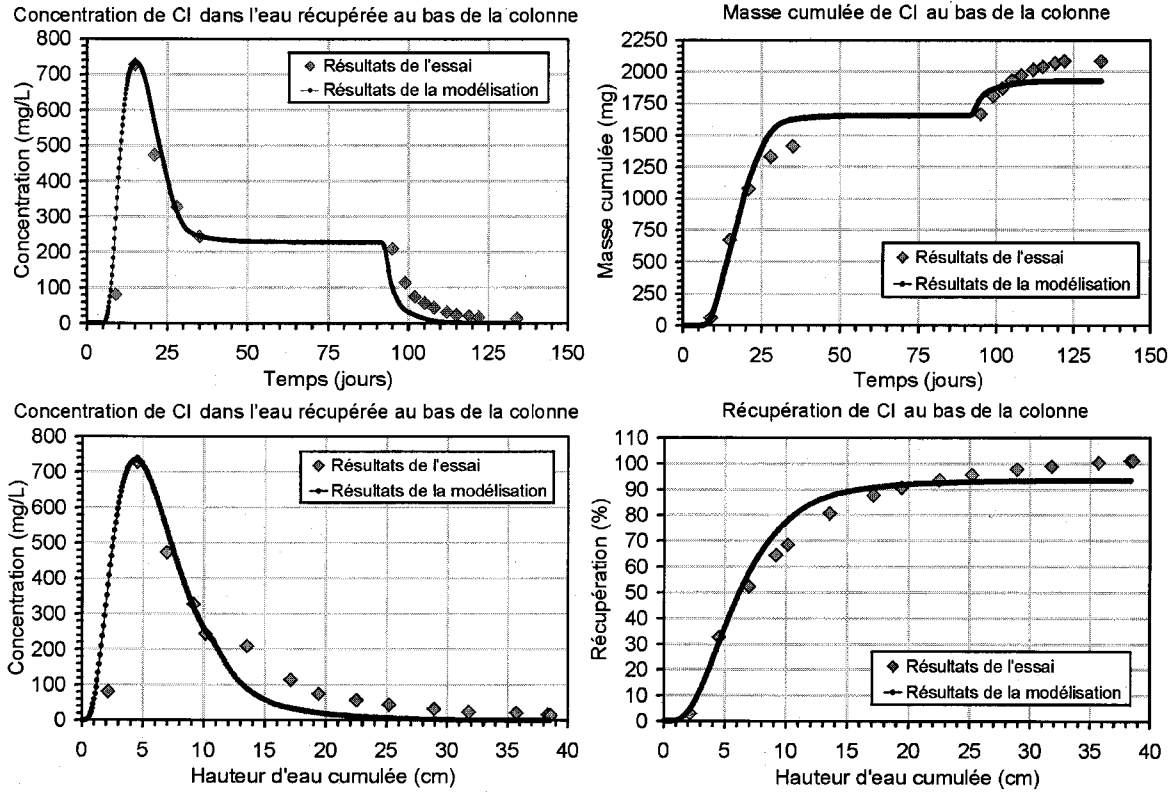 Concentration de Cl dans l'eau récupérée au bas de la colonne
800
700
600
500
400
300
200
100
0
Concentration (mg/L)
Résultats de l'essai
Résultats de la modélisation
0 25 50 75 100 125 150
Temps (jours)
Masse cumulée de Cl au bas de la colonne
2250
2000
1750
1500
1250
1000
750
500
250
0
Masse cumulée (mg)
Résultats de l'essai
Résultats de la modélisation
0 25 50 75 100 125 150
Temps (jours)
Concentration de Cl dans l'eau récupérée au bas de la colonne
800
700
600
500
400
300
200
100
0
Concentration (mg/L)
Résultats de l'essai
Résultats de la modélisation
0 5 10 15 20 25 30 35 40
Hauteur d'eau cumulée (cm)
Récupération de Cl au bas de la colonne
110
100
90
80
70
60
50
40
30
20
10
0
Récupération (%)
Résultats de l'essai
Résultats de la modélisation
0 5 10 15 20 25 30 35 40
Hauteur d'eau cumulée (cm)